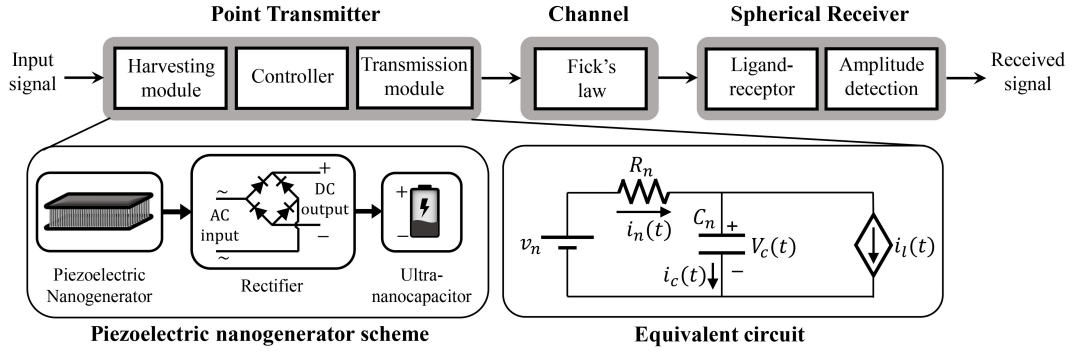 Point Transmitter
Channel
Spherical Receiver
Input
signal
Harvesting
module
Controller
Transmission
module
Fick's
law
Ligand-
receptor
Amplitude
detection
Received
signal
~
AC
input
~
+
DC
output
−
+
−
Piezoelectric
Nanogenerator
Rectifier
Ultra-
nanocapacitor
Piezoelectric nanogenerator scheme
R_n
i_n(t)
v_n
C_n
+
V_c(t)
−
i_c(t)
i_l(t)
Equivalent circuit